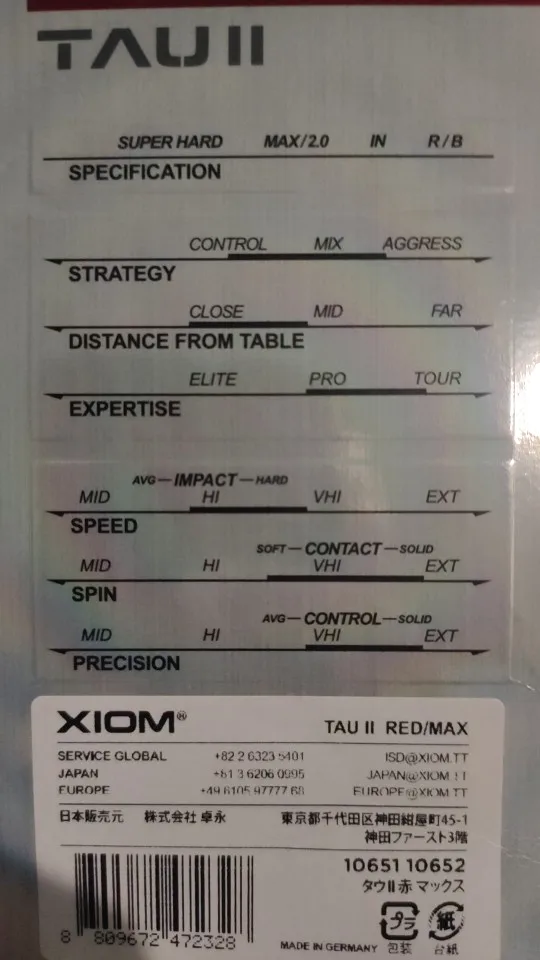 TAU II
SUPER HARD MAX/2.0 IN R/B
SPECIFICATION
CONTROL MIX AGGRESS
STRATEGY
CLOSE MID FAR
DISTANCE FROM TABLE
ELITE PRO TOUR
EXPERTISE
AVG—IMPACT—HARD
MID HI VHI EXT
SPEED
SOFT—CONTACT—SOLID
MID HI VHI EXT
SPIN
AVG—CONTROL—SOLID
MID HI VHI EXT
PRECISION
XIOM® TAU II RED/MAX
SERVICE GLOBAL +82 2 6323 5401 ISD@XIOM.TT
JAPAN +81 3 6206 0995 JAPAN@XIOM.TT
EUROPE +49 6105 97777 68 EUROPE@XIOM.TT
日本販売元 株式会社 卓永 東京都千代田区神田紺屋町45-1
神田ファースト3階
10651 10652
タウII 赤 マックス
プラ 紙
8 809672 472328 MADE IN GERMANY 包装 台紙